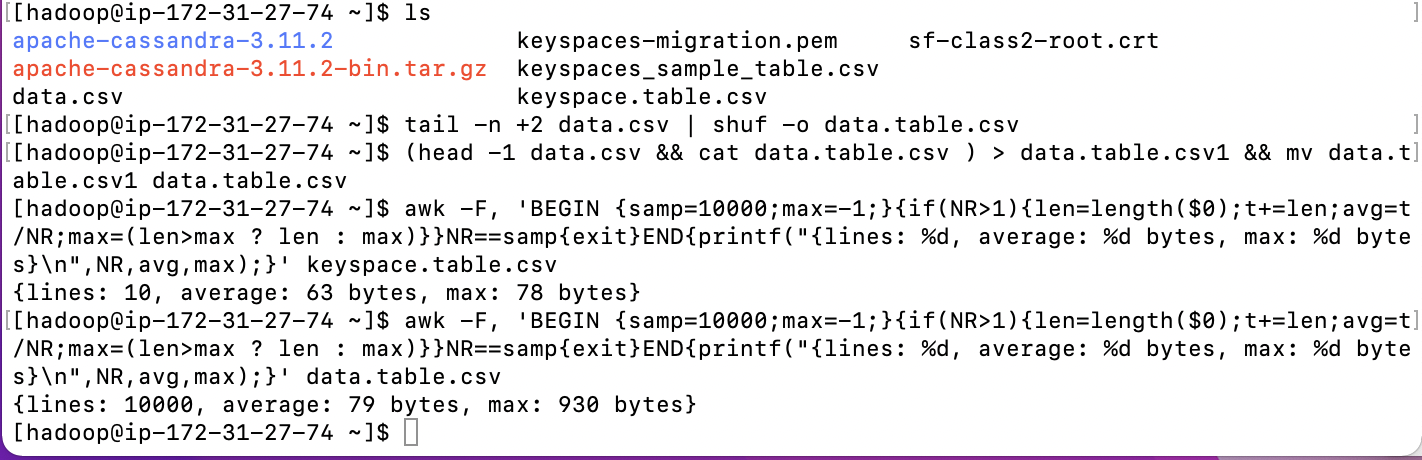 [[hadoop@ip-172-31-27-74 ~]$ ls ]
apache-cassandra-3.11.2 keyspaces-migration.pem sf-class2-root.crt
apache-cassandra-3.11.2-bin.tar.gz keyspaces_sample_table.csv
data.csv keyspace.table.csv
[[hadoop@ip-172-31-27-74 ~]$ tail -n +2 data.csv | shuf -o data.table.csv ]
[[hadoop@ip-172-31-27-74 ~]$ (head -1 data.csv && cat data.table.csv ) > data.table.csv1 && mv data.t]
able.csv1 data.table.csv
[hadoop@ip-172-31-27-74 ~]$ awk -F, 'BEGIN {samp=10000;max=-1;}{if(NR>1){len=length($0);t+=len;avg=t
/NR;max=(len>max ? len : max)}}NR==samp{exit}END{printf("{lines: %d, average: %d bytes, max: %d byte
s}\n",NR,avg,max);}' keyspace.table.csv
{lines: 10, average: 63 bytes, max: 78 bytes}
[[hadoop@ip-172-31-27-74 ~]$ awk -F, 'BEGIN {samp=10000;max=-1;}{if(NR>1){len=length($0);t+=len;avg=t]
/NR;max=(len>max ? len : max)}}NR==samp{exit}END{printf("{lines: %d, average: %d bytes, max: %d byte
s}\n",NR,avg,max);}' data.table.csv
{lines: 10000, average: 79 bytes, max: 930 bytes}
[hadoop@ip-172-31-27-74 ~]$